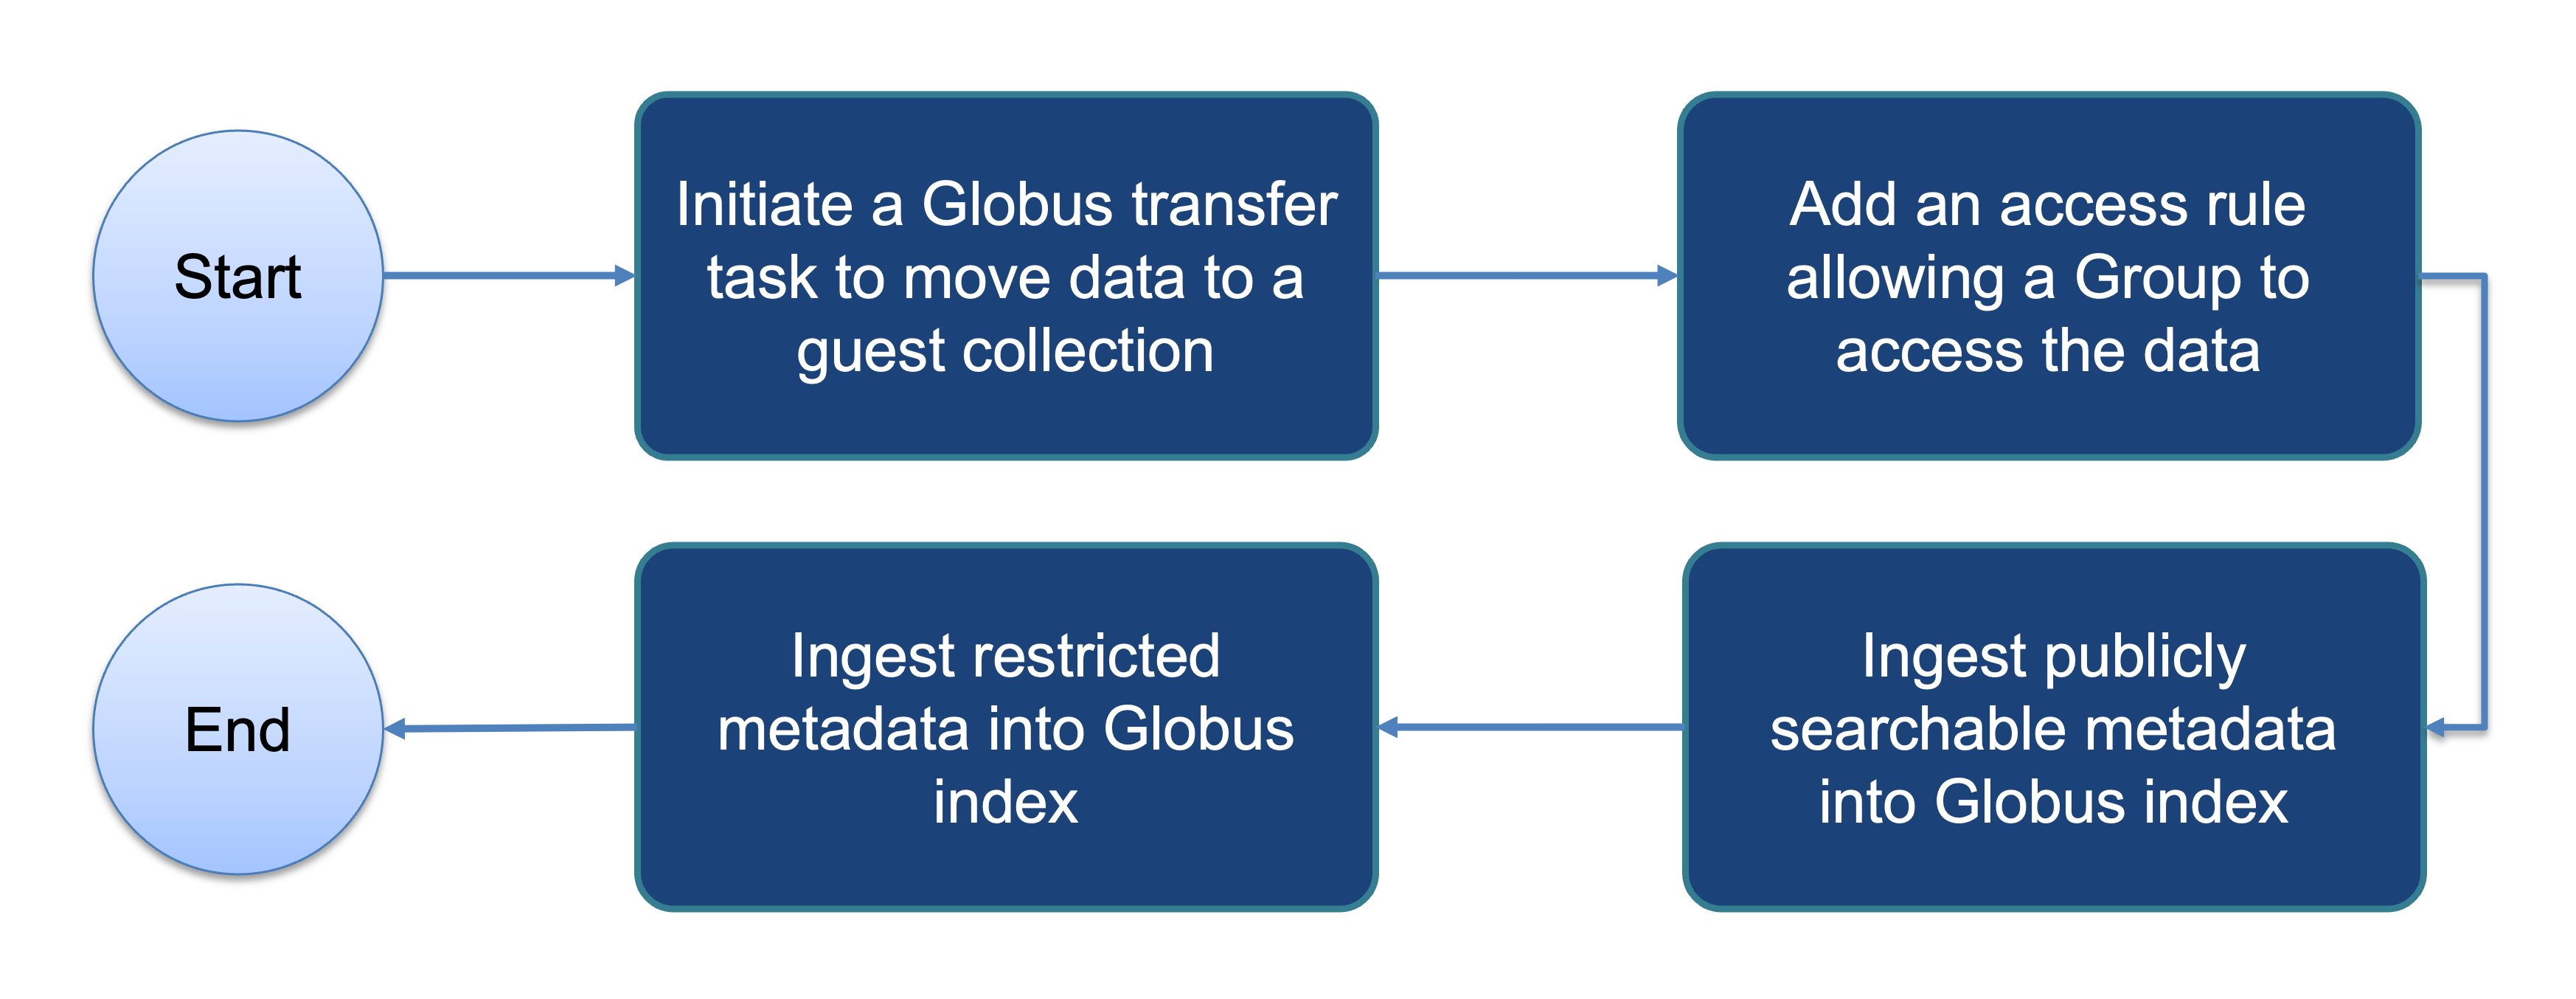 Start
Initiate a Globus transfer
task to move data to a
guest collection
Add an access rule
allowing a Group to
access the data
Ingest publicly
searchable metadata
into Globus index
Ingest restricted
metadata into Globus
index
End